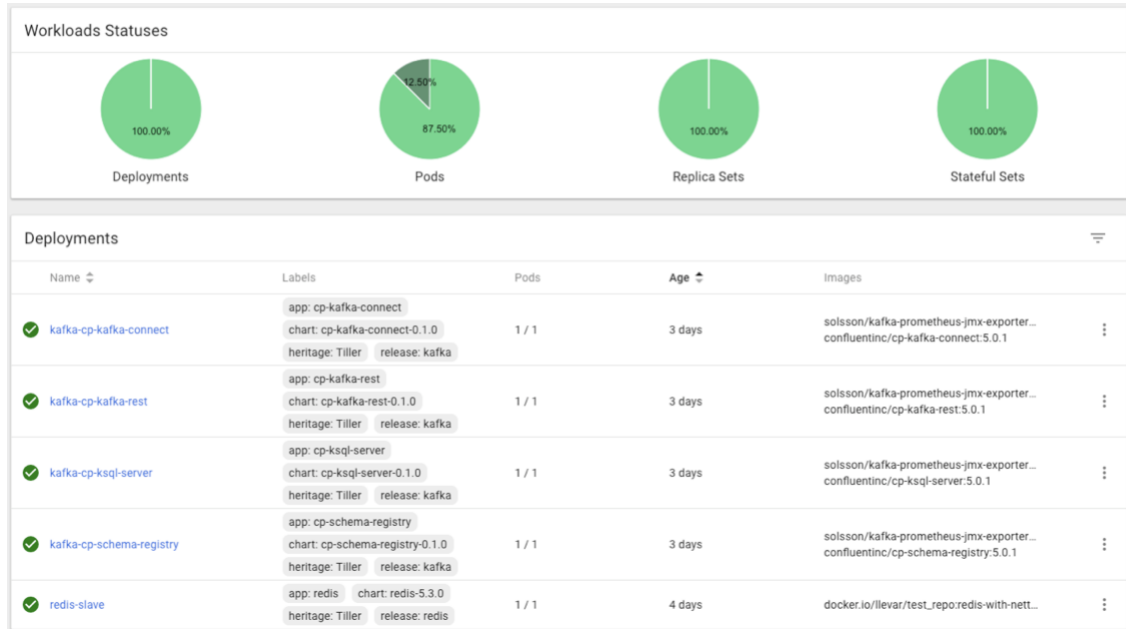 Workloads Statuses
100.00%
12.50%
87.50%
100.00%
100.00%
Deployments Pods Replica Sets Stateful Sets
Deployments
Name Labels Pods Age Images
kafka-cp-kafka-connect
app: cp-kafka-connect
chart: cp-kafka-connect-0.1.0
heritage: Tiller release: kafka
1 / 1
3 days
solsson/kafka-prometheus-jmx-exporter...
confluentinc/cp-kafka-connect:5.0.1
kafka-cp-kafka-rest
app: cp-kafka-rest
chart: cp-kafka-rest-0.1.0
heritage: Tiller release: kafka
1 / 1
3 days
solsson/kafka-prometheus-jmx-exporter...
confluentinc/cp-kafka-rest:5.0.1
kafka-cp-ksql-server
app: cp-ksql-server
chart: cp-ksql-server-0.1.0
heritage: Tiller release: kafka
1 / 1
3 days
solsson/kafka-prometheus-jmx-exporter...
confluentinc/cp-ksql-server:5.0.1
kafka-cp-schema-registry
app: cp-schema-registry
chart: cp-schema-registry-0.1.0
heritage: Tiller release: kafka
1 / 1
3 days
solsson/kafka-prometheus-jmx-exporter...
confluentinc/cp-schema-registry:5.0.1
redis-slave
app: redis chart: redis-5.3.0
heritage: Tiller release: redis
1 / 1
4 days
docker.io/llevar/test_repo:redis-with-nett...